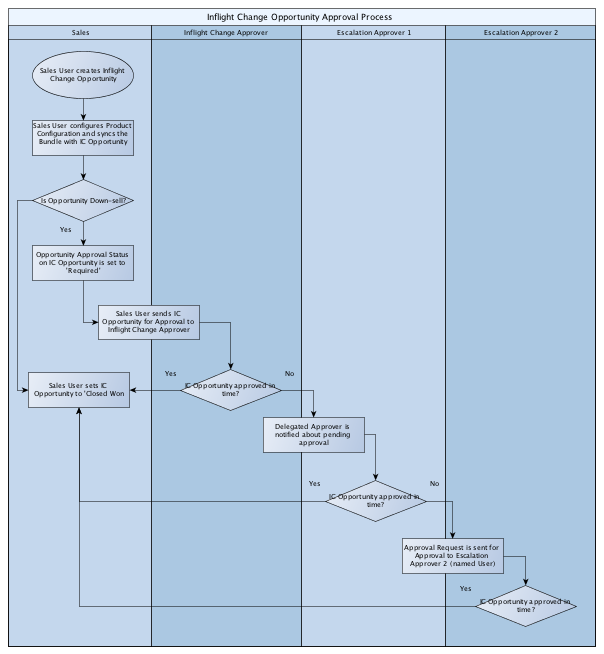 Inflight Change Opportunity Approval Process
Sales
Inflight Change Approver
Escalation Approver 1
Escalation Approver 2
Sales User creates Inflight
Change Opportunity
Sales User configures Product
Configuration and syncs the
Bundle with IC Opportunity
Is Opportunity Down-sell?
Yes
Opportunity Approval Status
on IC Opportunity is set to
'Required'
Sales User sends IC
Opportunity for Approval to
Inflight Change Approver
Yes
No
Sales User sets IC
Opportunity to 'Closed Won
IC Opportunity approved in
time?
Delegated Approver is
notified about pending
approval
Yes
No
IC Opportunity approved in
time?
Approval Request is sent for
Approval to Escalation
Approver 2 (named User)
Yes
IC Opportunity approved in
time?